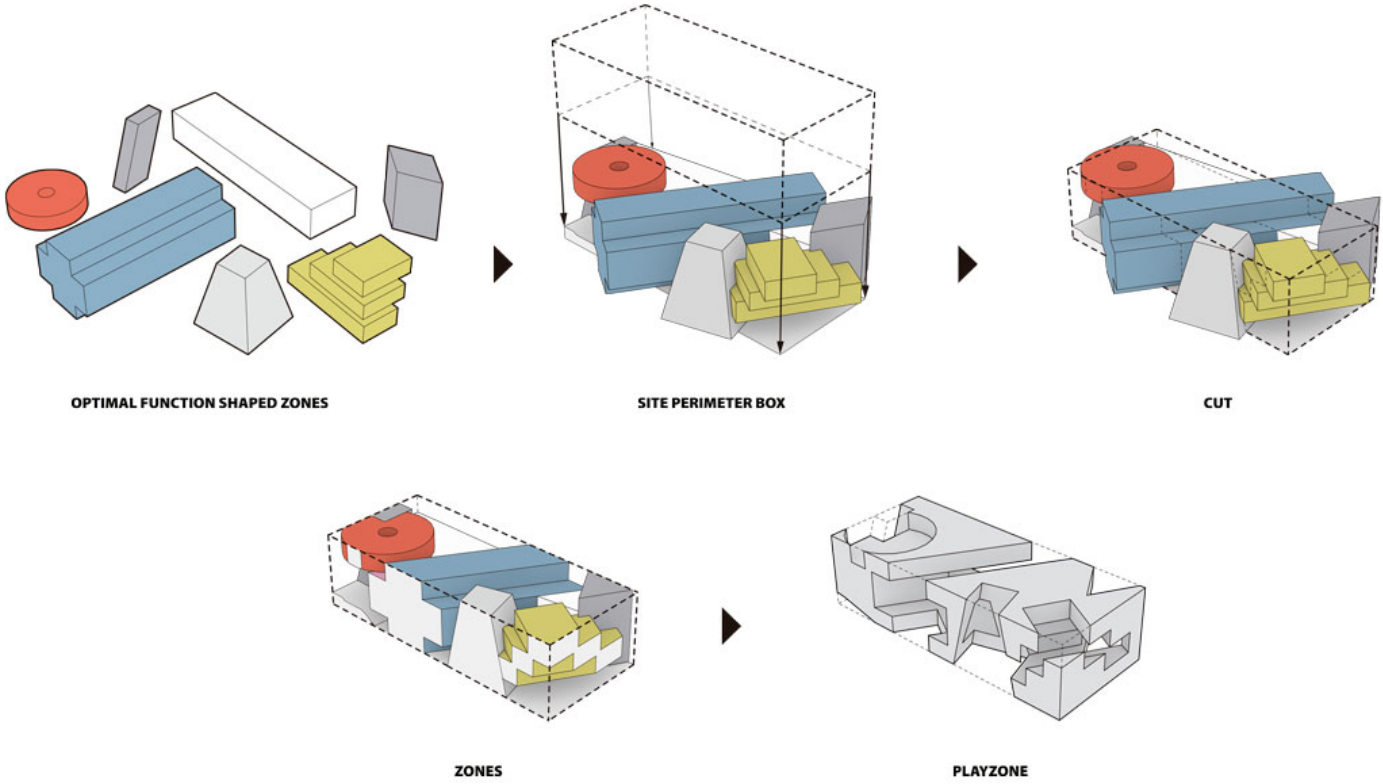 OPTIMAL FUNCTION SHAPED ZONES
SITE PERIMETER BOX
CUT
ZONES
PLAYZONE